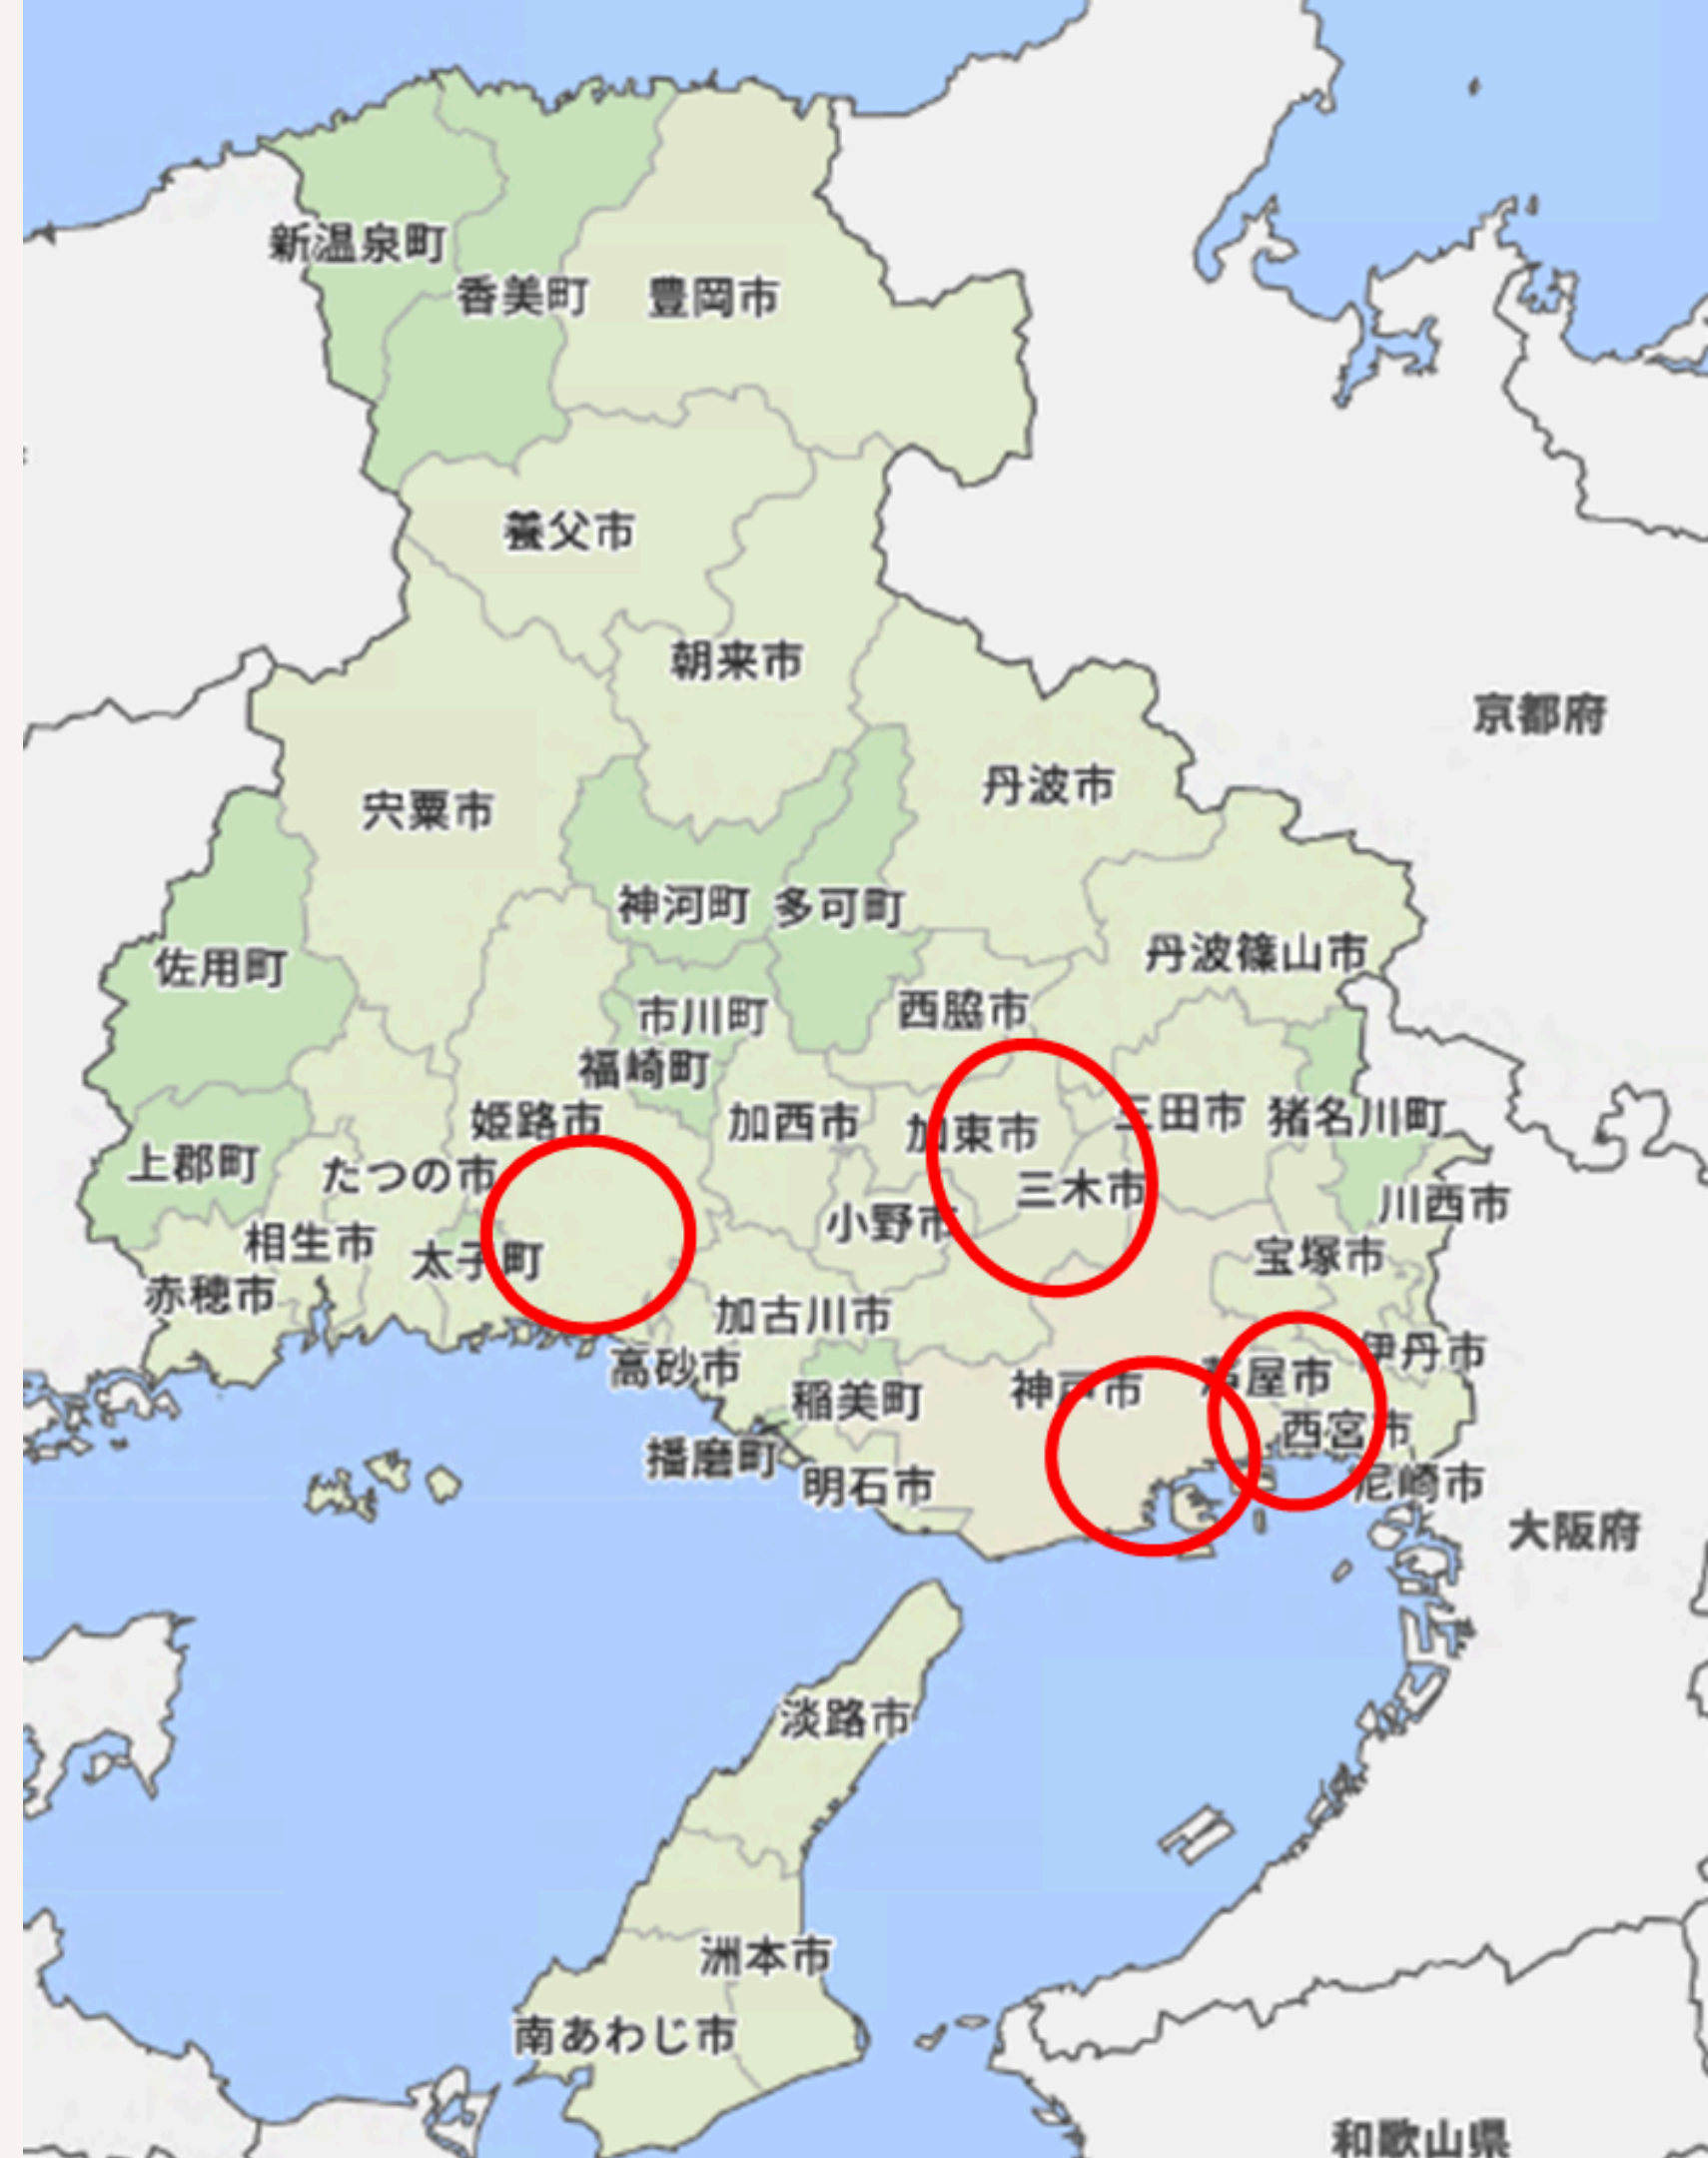 新温泉町
香美町
豊岡市
養父市
朝来市
京都府
丹波市
宍粟市
神河町
多可町
丹波篠山市
佐用町
西脇市
市川町
福崎町
姫路市
加西市
加東市
三田市
猪名川町
上郡町
たつの市
三木市
川西市
小野市
相生市
太子町
宝塚市
赤穂市
加古川市
伊丹市
高砂市
芦屋市
神戸市
稲美町
西宮市
播磨町
明石市
尼崎市
大阪府
淡路市
洲本市
南あわじ市
和歌山県